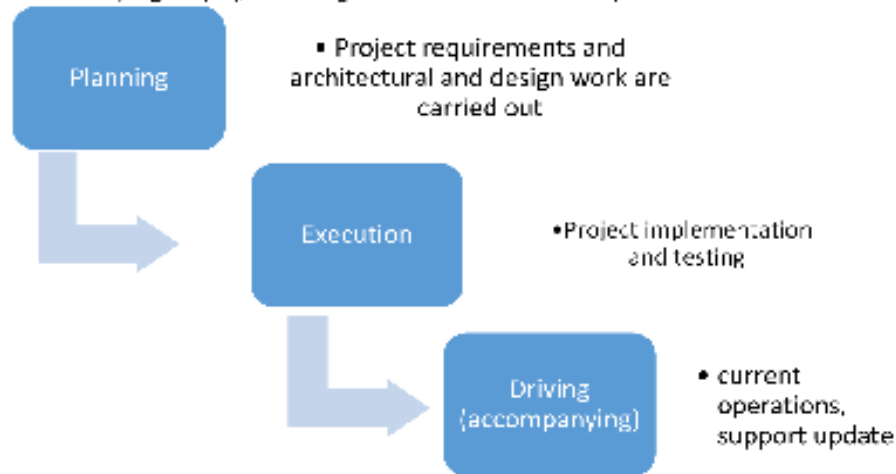 Planning
▪ Project requirements and
architectural and design work are
carried out
Execution
•Project implementation
and testing
Driving
(accompanying)
• current
operations,
support update